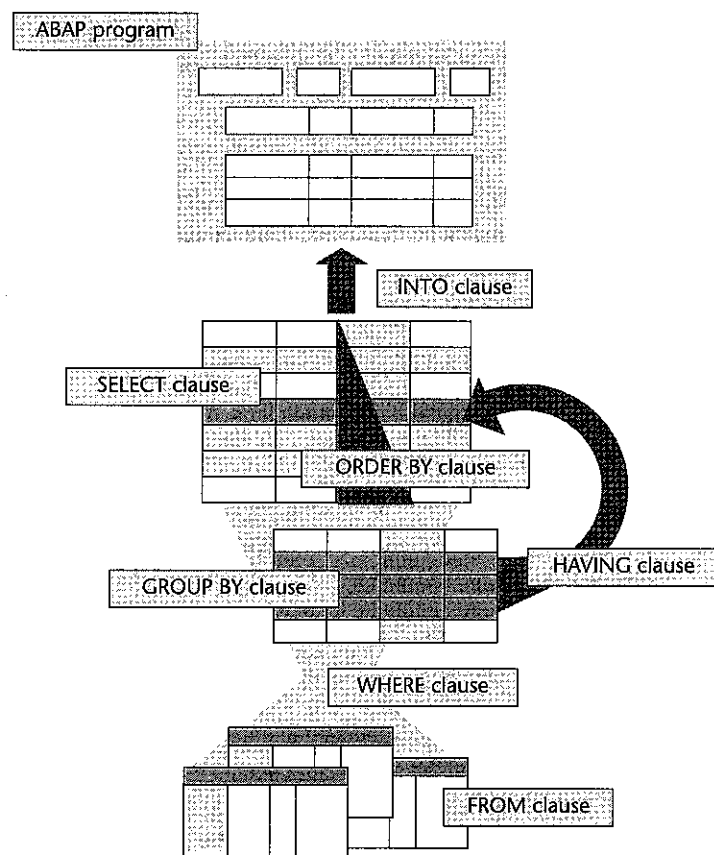 ABAP program
INTO clause
SELECT clause
ORDER BY clause
GROUP BY clause
HAVING clause
WHERE clause
FROM clause